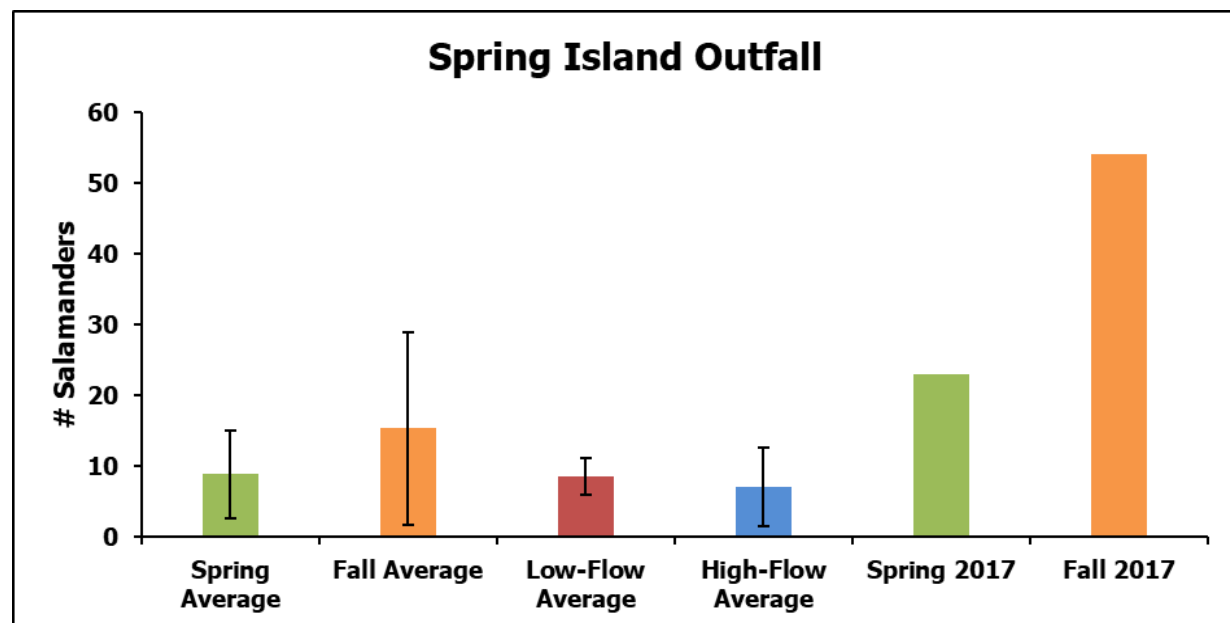 Spring Island Outfall
# Salamanders
60
50
40
30
20
10
0
Spring
Average
Fall Average
Low-Flow
Average
High-Flow
Average
Spring 2017
Fall 2017